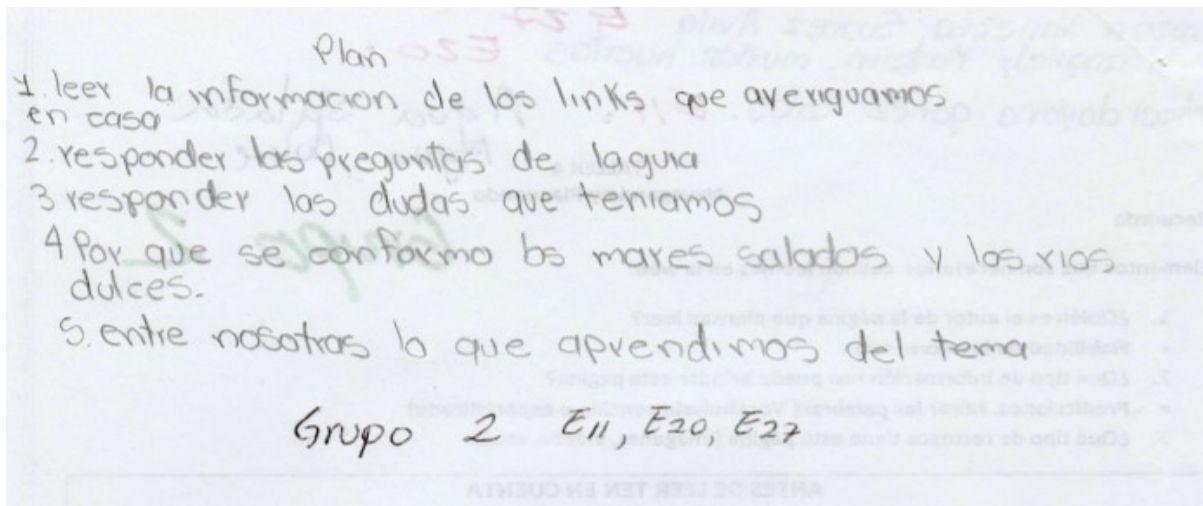 Plan
1. leer la informacion de los links que averiguamos
en casa
2. responder las preguntas de la guia
3 responder las dudas que teniamos
4 Por que se conformo los mares salados y los rios
dulces.
5. entre nosotras lo que aprendimos del tema
Grupo 2 E11, E20, E27